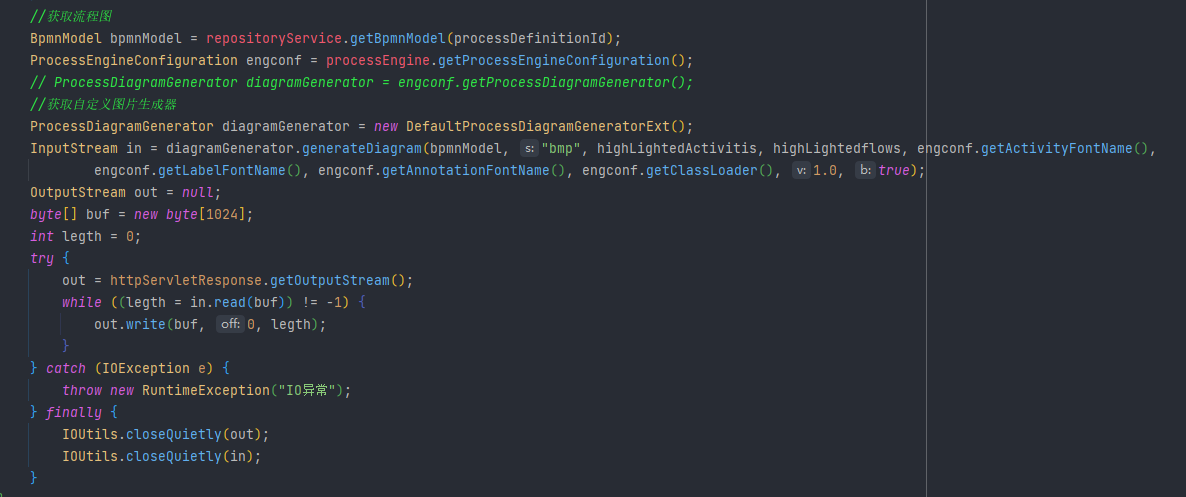 //获取流程图
BpmnModel bpmnModel = repositoryService.getBpmnModel(processDefinitionId);
ProcessEngineConfiguration engconf = processEngine.getProcessEngineConfiguration();
// ProcessDiagramGenerator diagramGenerator = engconf.getProcessDiagramGenerator();
//获取自定义图片生成器
ProcessDiagramGenerator diagramGenerator = new DefaultProcessDiagramGeneratorExt();
InputStream in = diagramGenerator.generateDiagram(bpmnModel, s: "bmp", highLightedActivitis, highLightedflows, engconf.getActivityFontName(),
engconf.getLabelFontName(), engconf.getAnnotationFontName(), engconf.getClassLoader(), v: 1.0, b: true);
OutputStream out = null;
byte[] buf = new byte[1024];
int legth = 0;
try {
out = httpServletResponse.getOutputStream();
while ((legth = in.read(buf)) != -1) {
out.write(buf, off: 0, legth);
}
} catch (IOException e) {
throw new RuntimeException("IO异常");
} finally {
IOUtils.closeQuietly(out);
IOUtils.closeQuietly(in);
}